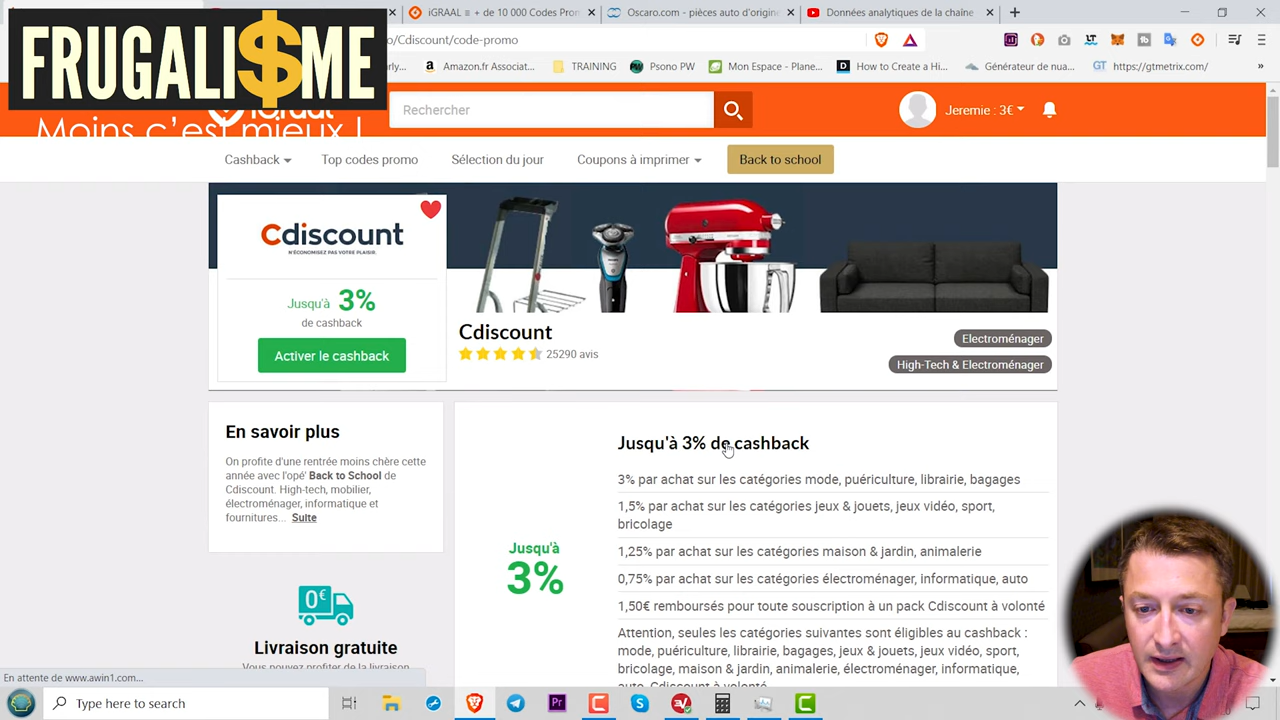 FRUGALI$ME
Moins c'est mieux !
iGRAAL = + de 10 000 Codes Pron
Oscaro.com - pièces auto d'origine
Données analytiques de la chaîne
/Cdiscount/code-promo
Amazon.fr Associat...
TRAINING
Psono PW
Mon Espace - Plane...
How to Create a Hi...
Générateur de nua...
https://gtmetrix.com/
Rechercher
Jeremie : 3€
Cashback
Top codes promo
Sélection du jour
Coupons à imprimer
Back to school
Cdiscount
N'ÉCONOMISEZ PAS VOTRE PLAISIR.
Jusqu'à 3%
de cashback
Activer le cashback
Cdiscount
25290 avis
Electroménager
High-Tech & Electroménager
En savoir plus
On profite d'une rentrée moins chère cette
année avec l'opé' Back to School de
Cdiscount. High-tech, mobilier,
électroménager, informatique et
fournitures... Suite
0€
Livraison gratuite
Vous pouvez profiter de la livraison
Jusqu'à 3% de cashback
Jusqu'à
3%
3% par achat sur les catégories mode, puériculture, librairie, bagages
1,5% par achat sur les catégories jeux & jouets, jeux vidéo, sport,
bricolage
1,25% par achat sur les catégories maison & jardin, animalerie
0,75% par achat sur les catégories électroménager, informatique, auto
1,50€ remboursés pour toute souscription à un pack Cdiscount à volonté
Attention, seules les catégories suivantes sont éligibles au cashback :
mode, puériculture, librairie, bagages, jeux & jouets, jeux vidéo, sport,
bricolage, maison & jardin, animalerie, électroménager, informatique,
auto, Cdiscount à volonté
En attente de www.awin1.com...
Type here to search